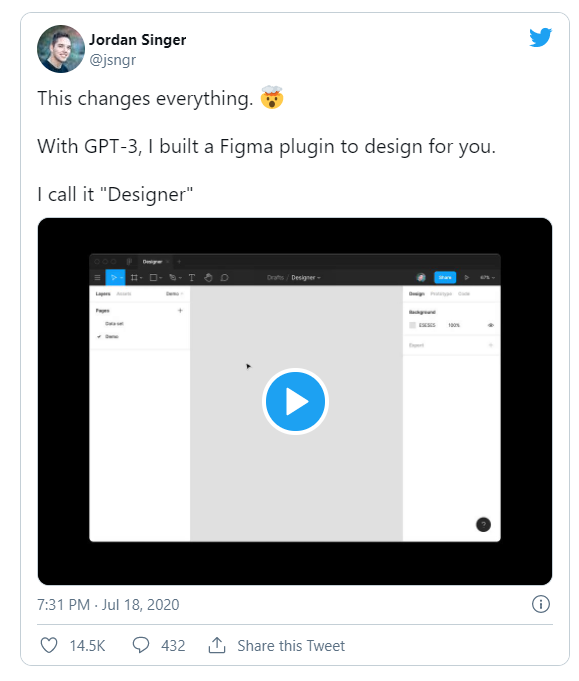 Jordan Singer
@jsngr
This changes everything. 🤯
With GPT-3, I built a Figma plugin to design for you.
I call it "Designer"
Designer
Drafts / Designer
Share
67%
Layers Assets Demo
Design Prototype Code
Pages
Background
Data set
E5E5E5 100%
Demo
Export
?
7:31 PM · Jul 18, 2020
14.5K 432 Share this Tweet